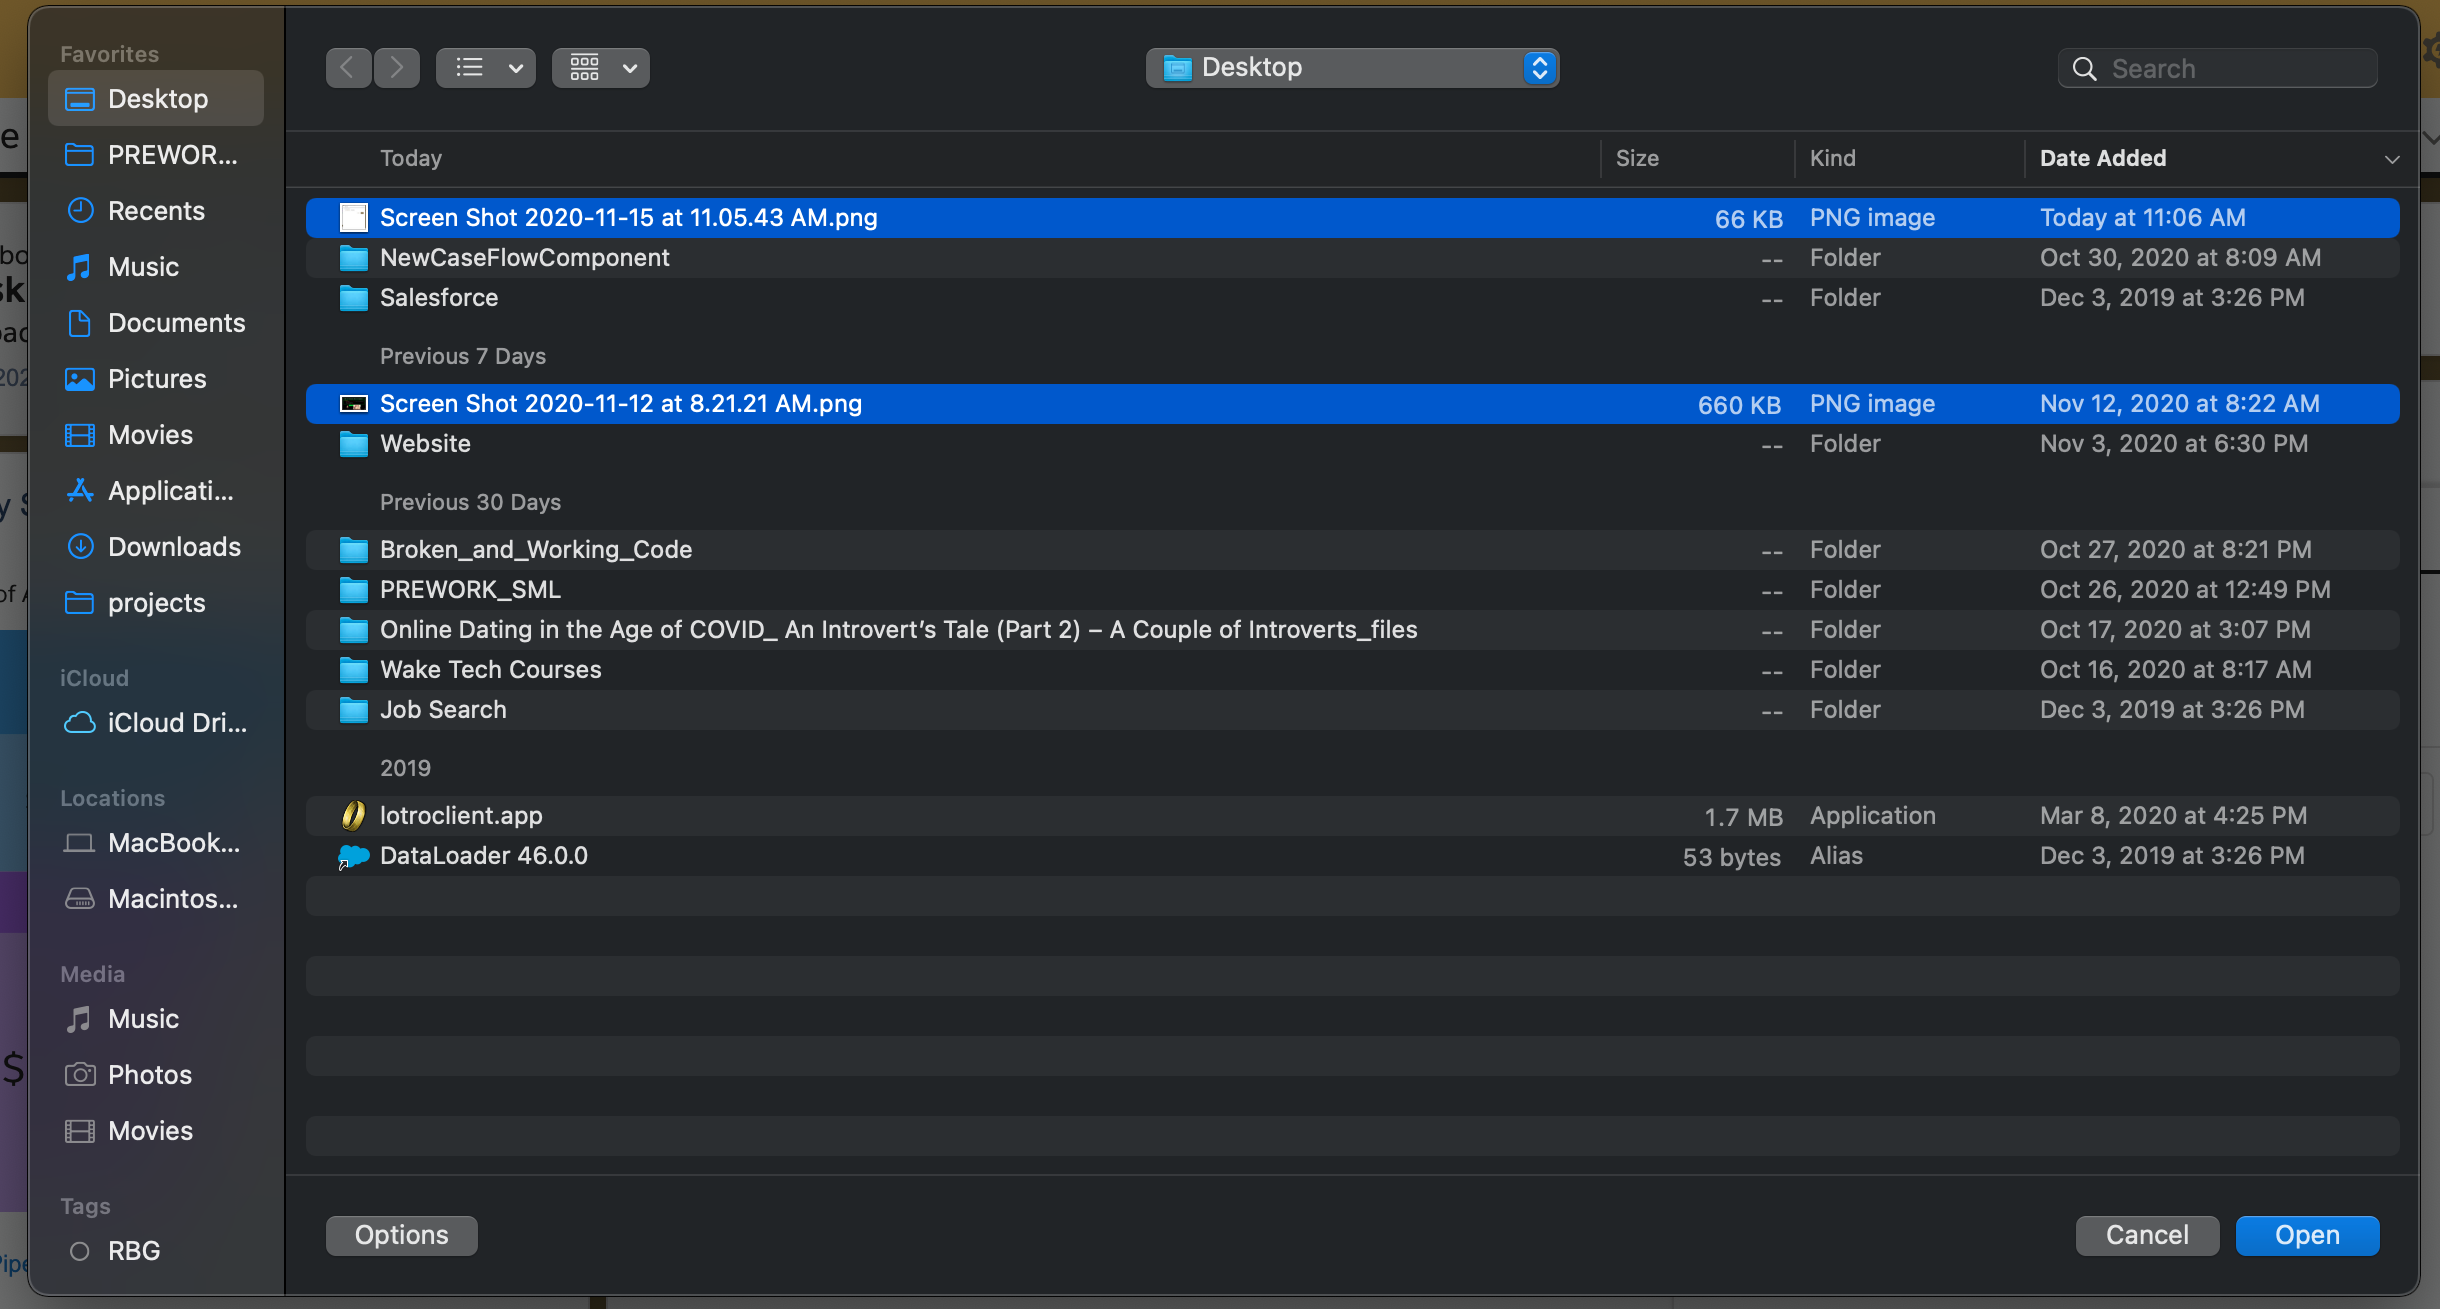 Favorites
Desktop
PREWOR...
Recents
Music
Documents
Pictures
Movies
Applicati...
Downloads
projects
iCloud
iCloud Dri...
Locations
MacBook...
Macintos...
Media
Music
Photos
Movies
Tags
RBG
Desktop
Search
Today Size Kind Date Added
Screen Shot 2020-11-15 at 11.05.43 AM.png 66 KB PNG image Today at 11:06 AM
NewCaseFlowComponent -- Folder Oct 30, 2020 at 8:09 AM
Salesforce -- Folder Dec 3, 2019 at 3:26 PM
Previous 7 Days
Screen Shot 2020-11-12 at 8.21.21 AM.png 660 KB PNG image Nov 12, 2020 at 8:22 AM
Website -- Folder Nov 3, 2020 at 6:30 PM
Previous 30 Days
Broken_and_Working_Code -- Folder Oct 27, 2020 at 8:21 PM
PREWORK_SML -- Folder Oct 26, 2020 at 12:49 PM
Online Dating in the Age of COVID_ An Introvert’s Tale (Part 2) – A Couple of Introverts_files -- Folder Oct 17, 2020 at 3:07 PM
Wake Tech Courses -- Folder Oct 16, 2020 at 8:17 AM
Job Search -- Folder Dec 3, 2019 at 3:26 PM
2019
lotroclient.app 1.7 MB Application Mar 8, 2020 at 4:25 PM
DataLoader 46.0.0 53 bytes Alias Dec 3, 2019 at 3:26 PM
Options
Cancel
Open